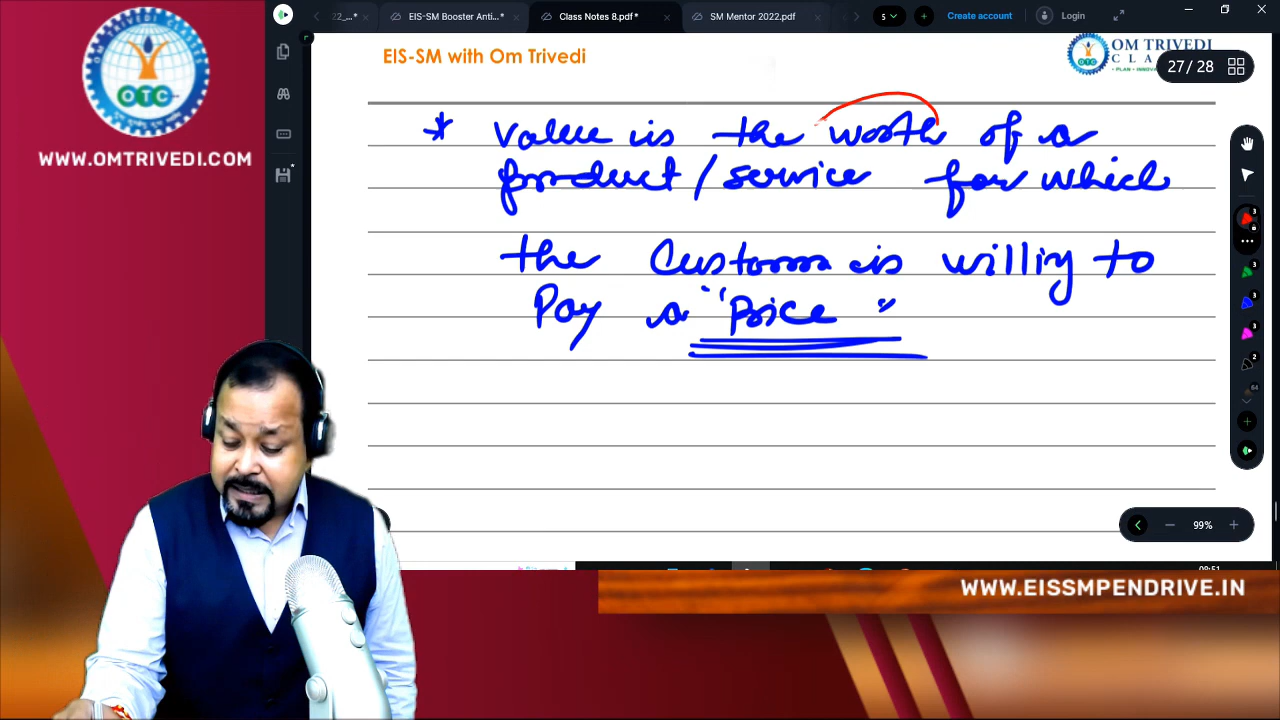 22_...*
EIS-SM Booster Anti...*
Class Notes 8.pdf*
SM Mentor 2022.pdf
5
Create account
Login
EIS-SM with Om Trivedi
OM TRIVEDI
27 / 28
OTC
WWW.OMTRIVEDI.COM
* Value is the worth of a
product/service for which
the Customer is willing to
Pay a "Price"
99%
WWW.EISSMPENDRIVE.IN